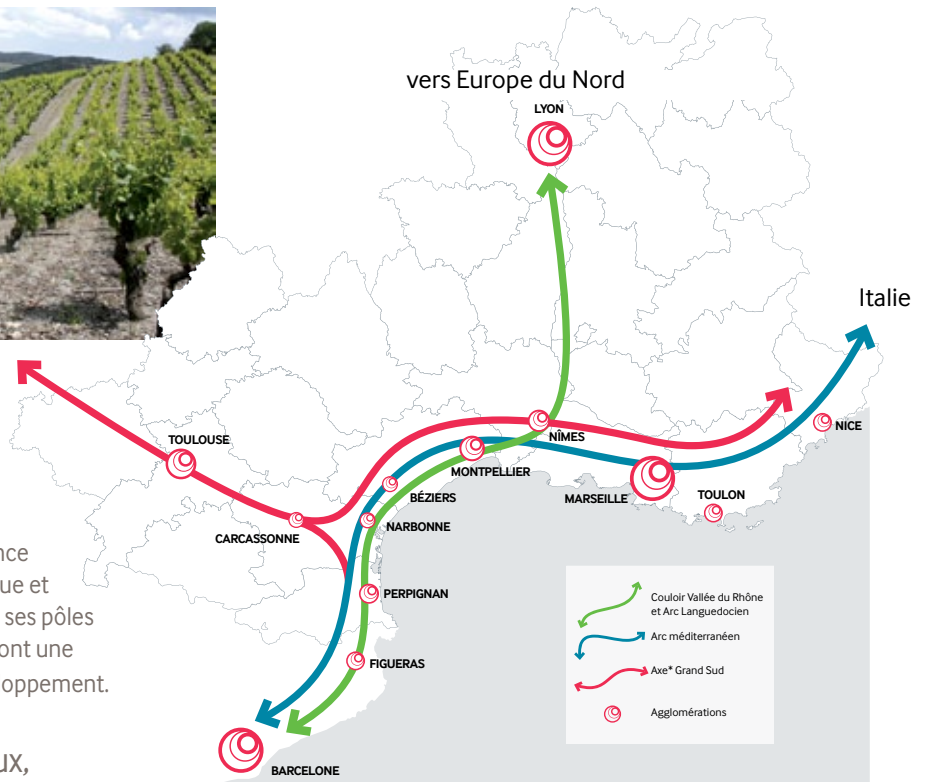 vers Europe du Nord
LYON
Italie
TOULOUSE
NÎMES
NICE
MONTPELLIER
BÉZIERS
MARSEILLE
TOULON
NARBONNE
CARCASSONNE
PERPIGNAN
FIGUERAS
BARCELONE
Couloir Vallée du Rhône
et Arc Languedocien
Arc méditerranéen
Axe* Grand Sud
Agglomérations
nce
ue et
ses pôles
ont une
oppement.
ux,